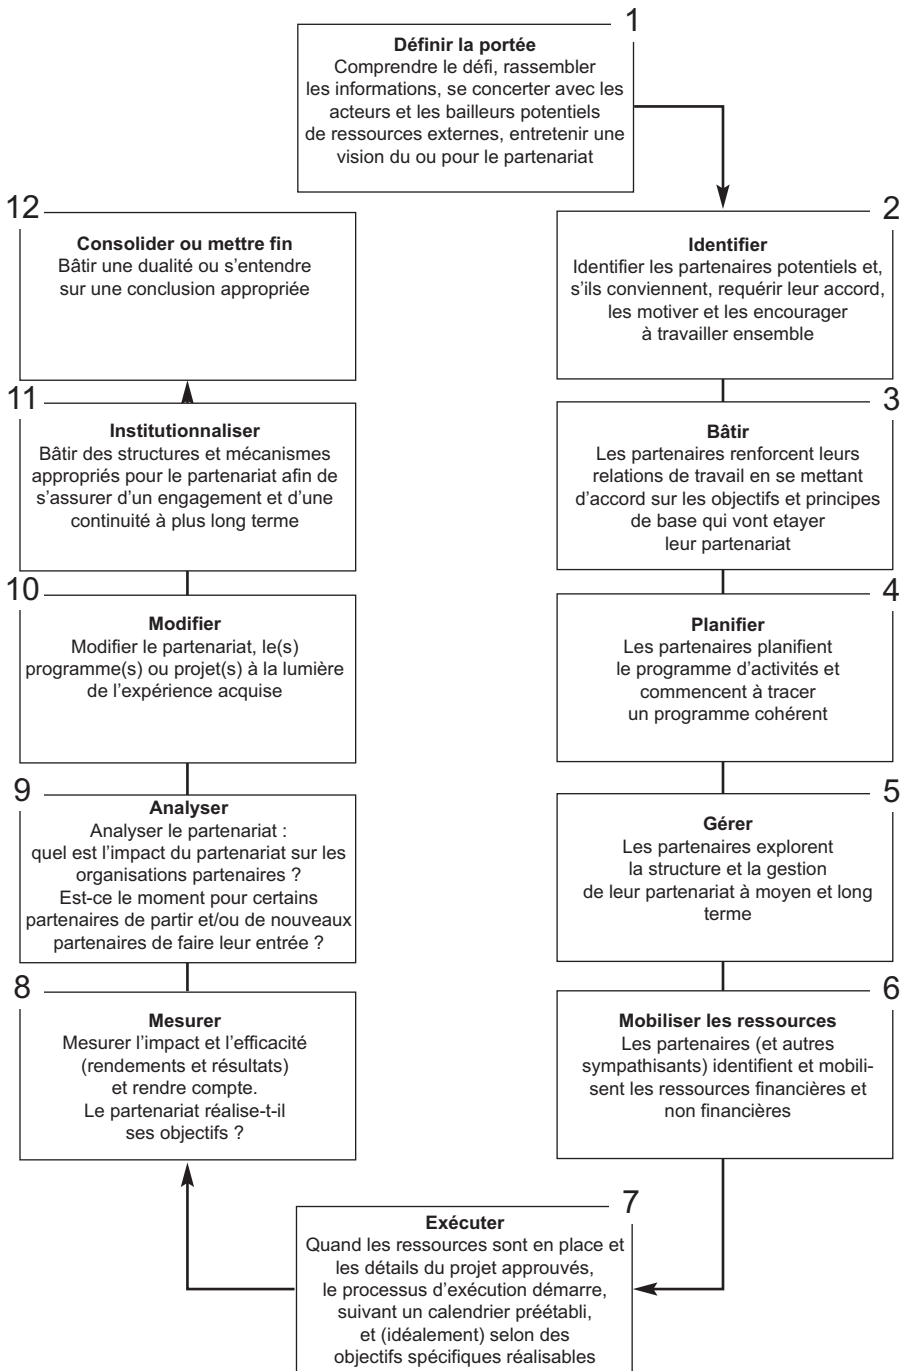 1
Définir la portée
Comprendre le défi, rassembler
les informations, se concerter avec les
acteurs et les bailleurs potentiels
de ressources externes, entretenir une
vision du ou pour le partenariat
2
Identifier
Identifier les partenaires potentiels et,
s’ils conviennent, requérir leur accord,
les motiver et les encourager
à travailler ensemble
3
Bâtir
Les partenaires renforcent leurs
relations de travail en se mettant
d’accord sur les objectifs et principes
de base qui vont etayer
leur partenariat
4
Planifier
Les partenaires planifient
le programme d’activités et
commencent à tracer
un programme cohérent
5
Gérer
Les partenaires explorent
la structure et la gestion
de leur partenariat à moyen et long
terme
6
Mobiliser les ressources
Les partenaires (et autres
sympathisants) identifient et mobili-
sent les ressources financières et
non financières
7
Exécuter
Quand les ressources sont en place et
les détails du projet approuvés,
le processus d’exécution démarre,
suivant un calendrier préétabli,
et (idéalement) selon des
objectifs spécifiques réalisables
8
Mesurer
Mesurer l’impact et l’efficacité
(rendements et résultats)
et rendre compte.
Le partenariat réalise-t-il
ses objectifs ?
9
Analyser
Analyser le partenariat :
quel est l’impact du partenariat sur les
organisations partenaires ?
Est-ce le moment pour certains
partenaires de partir et/ou de nouveaux
partenaires de faire leur entrée ?
10
Modifier
Modifier le partenariat, le(s)
programme(s) ou projet(s) à la lumière
de l’expérience acquise
11
Institutionnaliser
Bâtir des structures et mécanismes
appropriés pour le partenariat afin de
s’assurer d’un engagement et d’une
continuité à plus long terme
12
Consolider ou mettre fin
Bâtir une dualité ou s’entendre
sur une conclusion appropriée